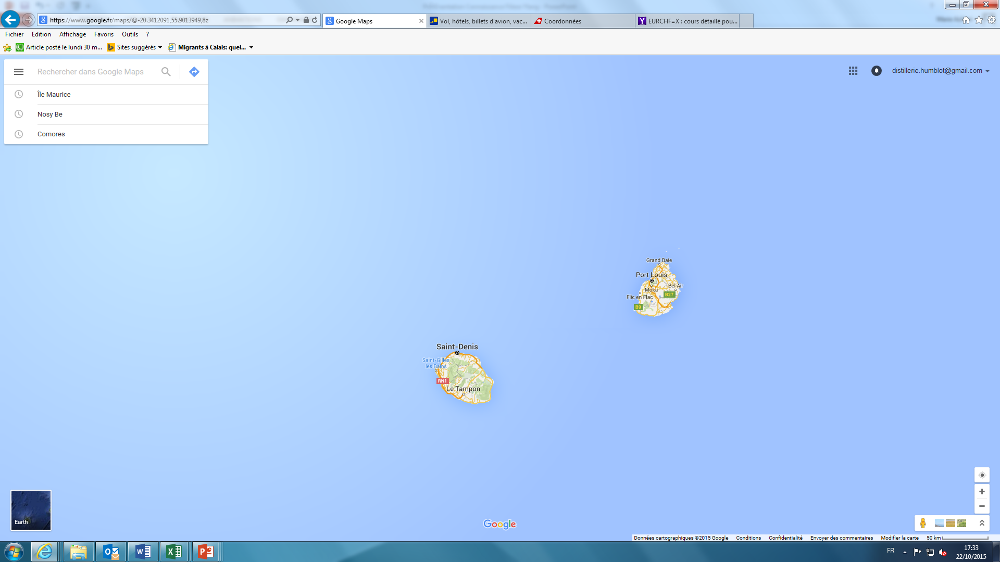 https://www.google.fr/maps/@-20.3412091,55.9013949,8z
Google Maps
Vol, hôtels, billets d'avion, vac...
Coordonnées
EURCHF=X : cours détaillé pou...
Fichier Edition Affichage Favoris Outils ?
Article posté le lundi 30 m... Sites suggérés Migrants à Calais: quel...
Rechercher dans Google Maps
distillerie.humblot@gmail.com
Île Maurice
Nosy Be
Comores
Grand Baie
Port Louis
Bel Air
Moka
B27
Flic en Flac
B9
Saint-Denis
Saint-Gilles
les Bains
RN1
Le Tampon
Earth
Google
Données cartographiques ©2015 Google Conditions Confidentialité Envoyer des commentaires Modifier la carte 50 km
FR
17:33
22/10/2015